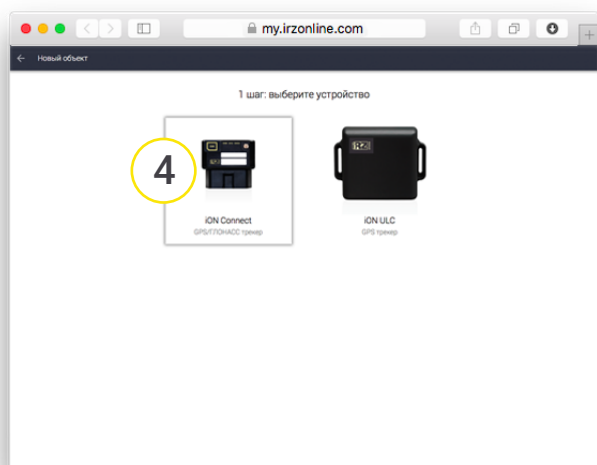 my.irzonline.com
Новый объект
1 шаг: выберите устройство
4
iRZ
iON Connect
iON ULC
GPS/ГЛОНАСС трекер
GPS трекер